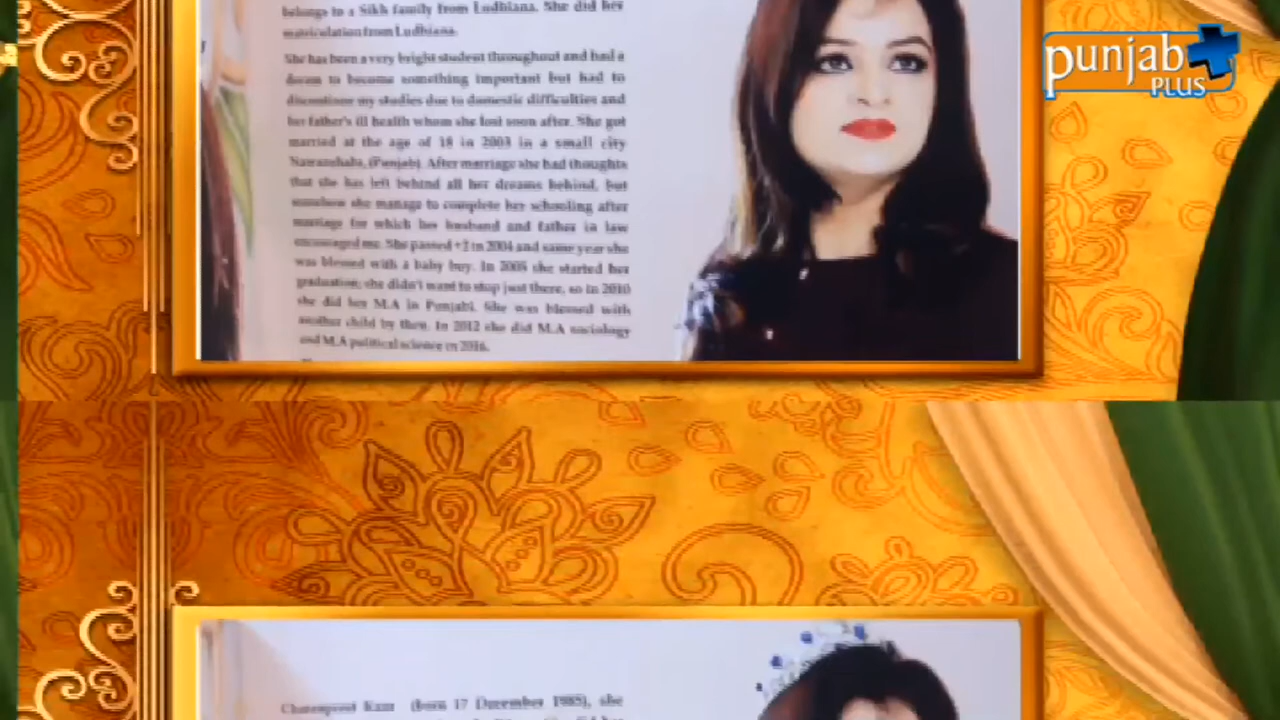 belongs to a Sikh family from Ludhiana. She did her
matriculation from Ludhiana.
She has been a very bright student throughout and had a
dream to become something important but had to
discontinue my studies due to domestic difficulties and
her father's ill health whom she lost soon after. She got
married at the age of 18 in 2003 in a small city
Nawanshahr, (Punjab). After marriage she had thoughts
that she has left behind all her dreams behind, but
somehow she manage to complete her schooling after
marriage for which her husband and father in law
encouraged me. She passed +2 in 2004 and same year she
was blessed with a baby boy. In 2005 she started her
graduation; she didn't want to stop just there, so in 2010
she did her M.A in Punjabi. She was blessed with
another child by then. In 2012 she did M.A sociology
and M.A political science in 2016.
punjab
PLUS
Kaur (born 17 December 1985), she